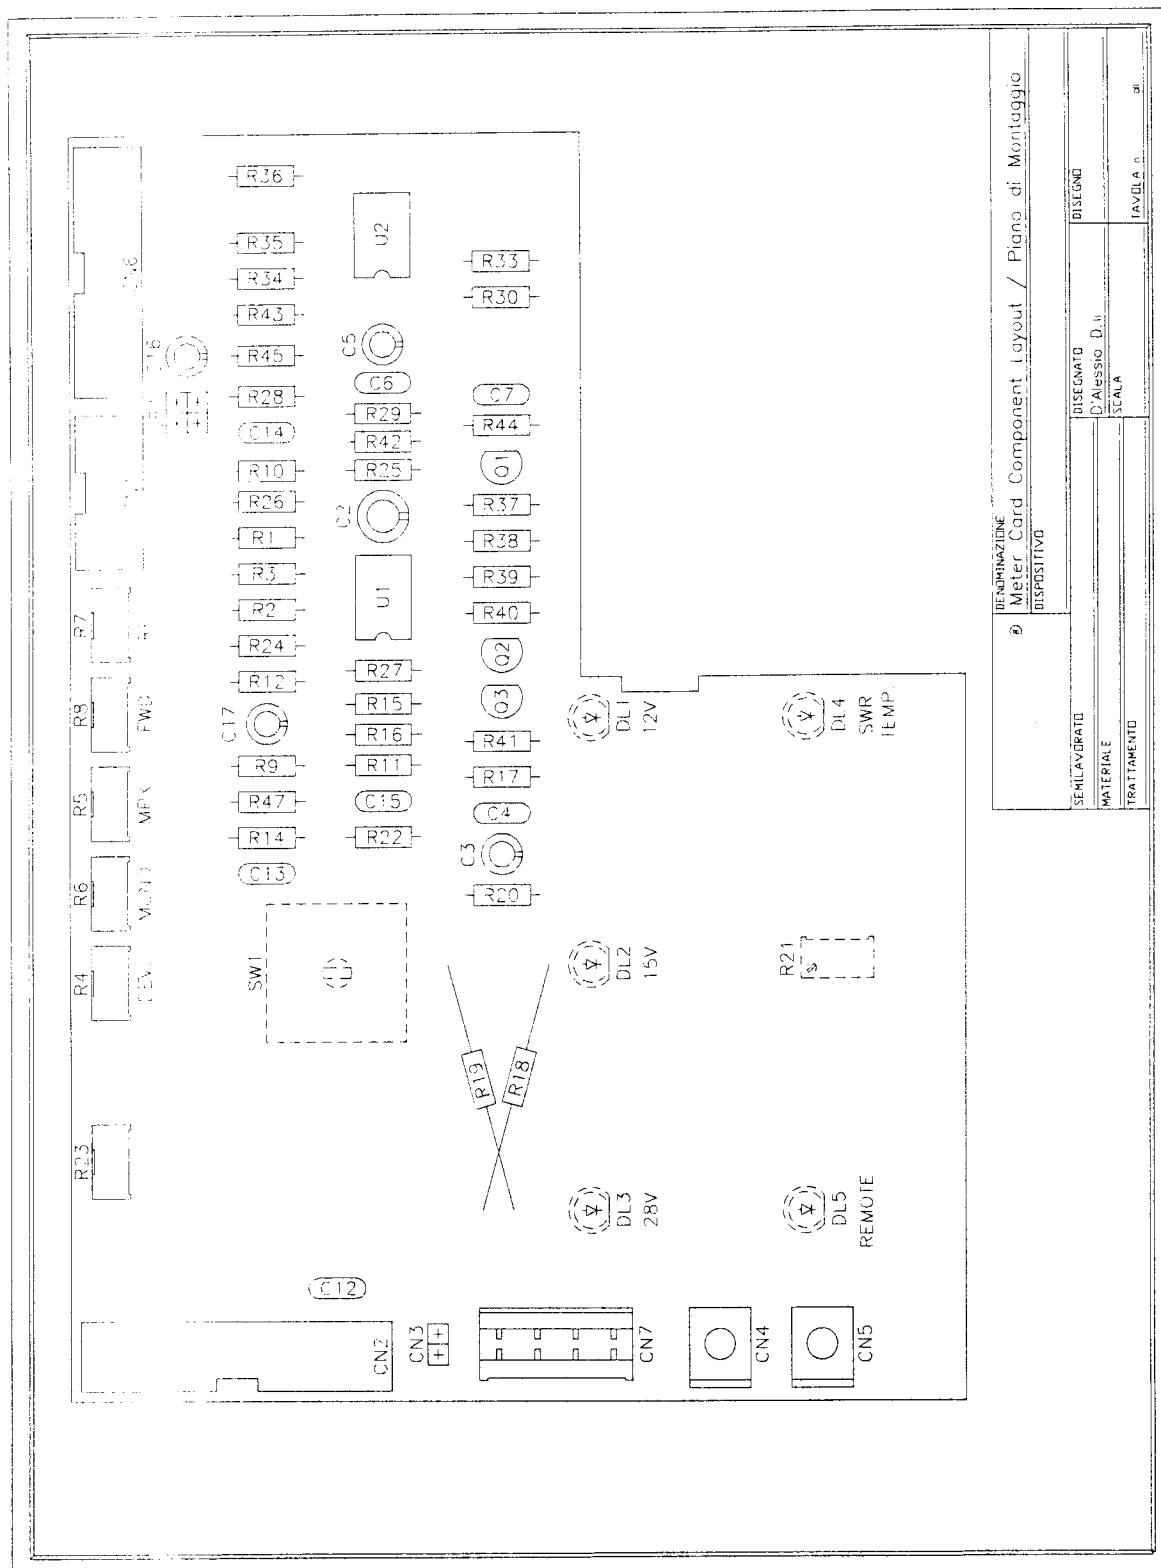 R36
R35
R34
R43
R45
R28
C14
R10
R26
R1
R3
R2
R24
R12
C17
R9
R47
R14
C13
SW1
U2
C5
C6
R29
R42
R25
C2
U1
R27
R15
R16
R11
C15
R22
R33
R30
C7
R44
Q1
R37
R38
R39
R40
Q2
Q3
R41
R17
C4
C3
R20
R19
R18
R7
R8
FWD
R5
MPX
R6
R4
R23
DL1
12V
DL4
SWR
TEMP.
DL2
15V
R21
DL3
28V
DL5
REMOTE
C12
CN2
CN3
CN7
CN4
CN5
DENOMINAZIONE
Meter Card Component Layout / Piano di Montaggio
DISPOSITIVO
SEMILAVORATO
MATERIALE
TRATTAMENTO
DISEGNATO
D'Alessio
SCALA
DISEGNO
TAVOLA n di